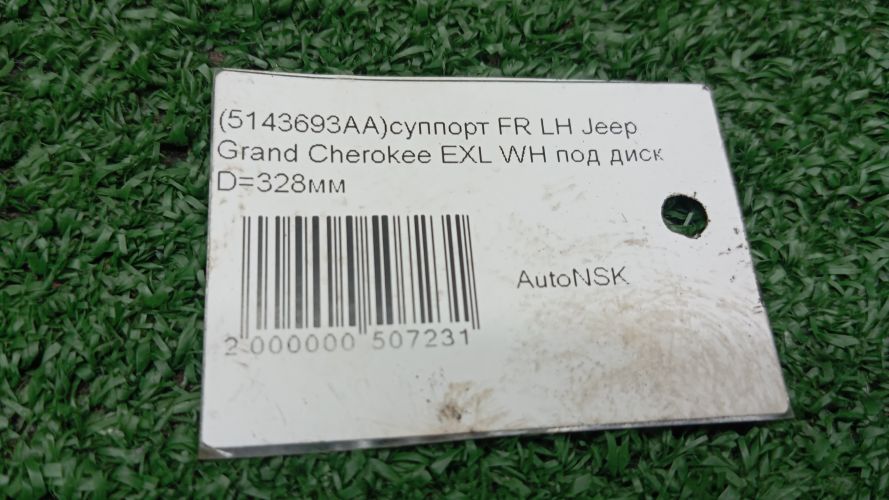 (5143693AA)суппорт FR LH Jeep
Grand Cherokee EXL WH под диск
D=328мм
AutoNSK
2 000000 507231